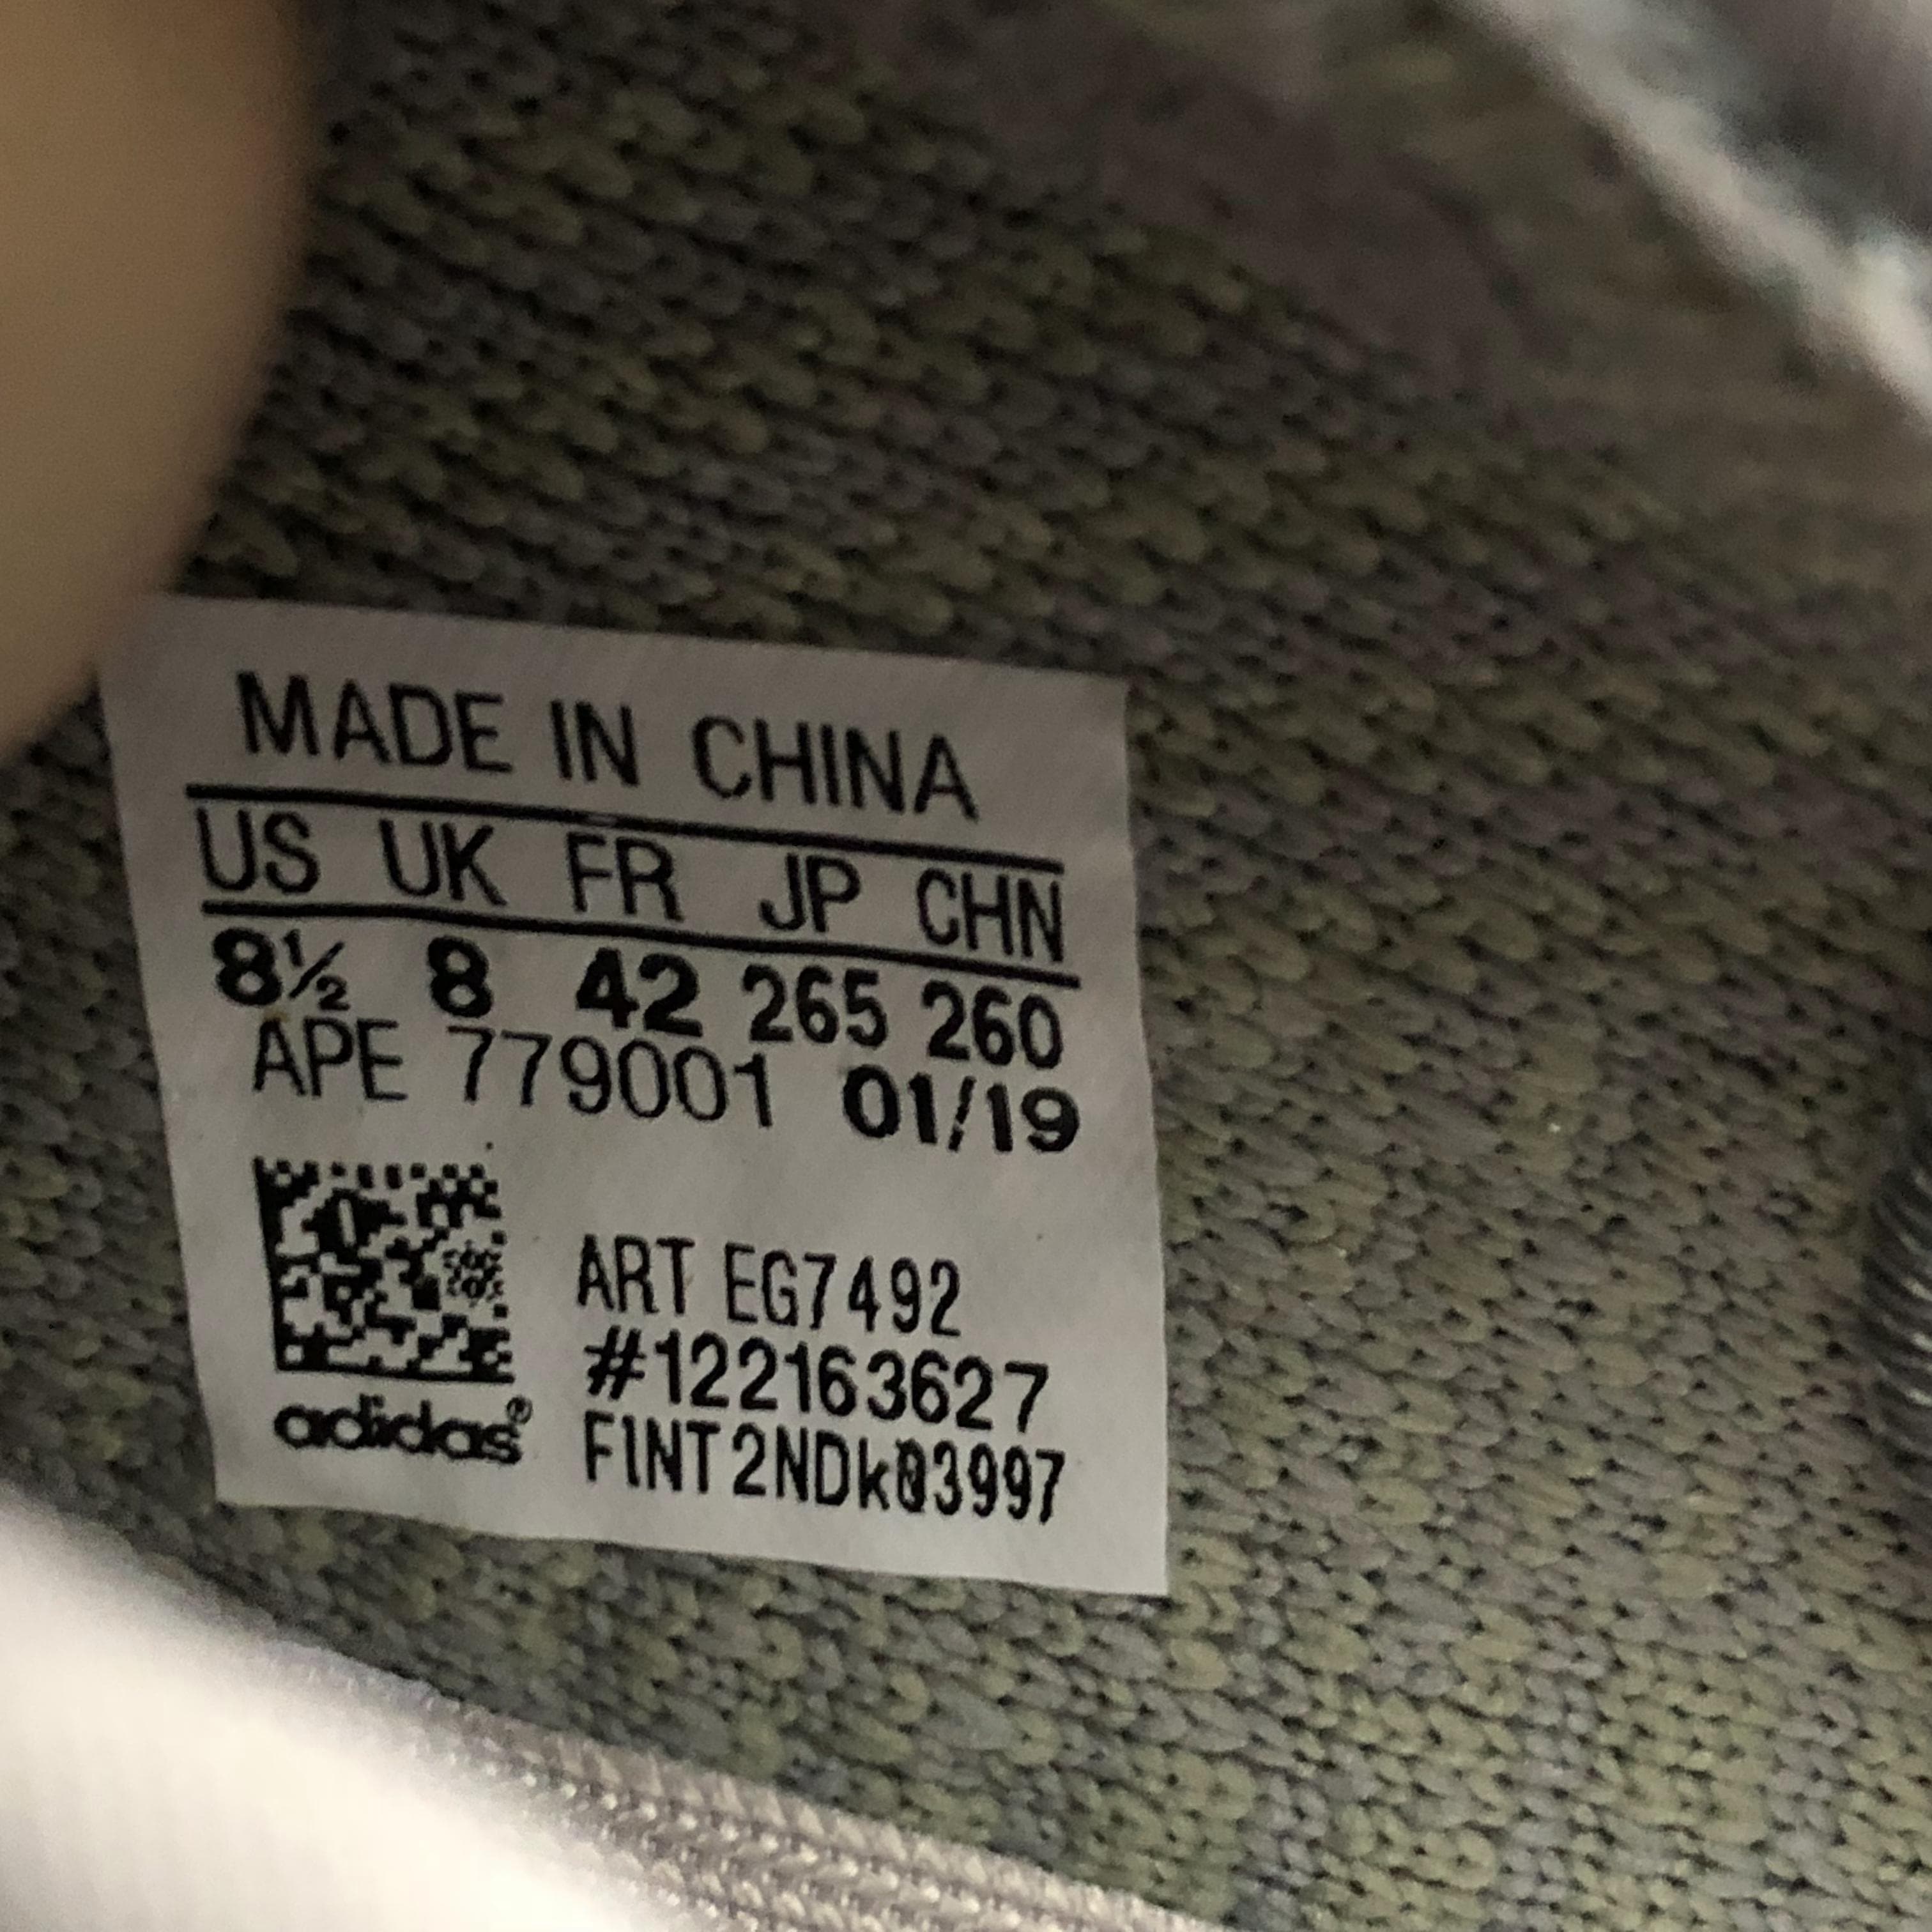 MADE IN CHINA
US UK FR JP CHN
8½ 8 42 265 260
APE 779001 01/19
ART EG7492
#122163627
adidas®